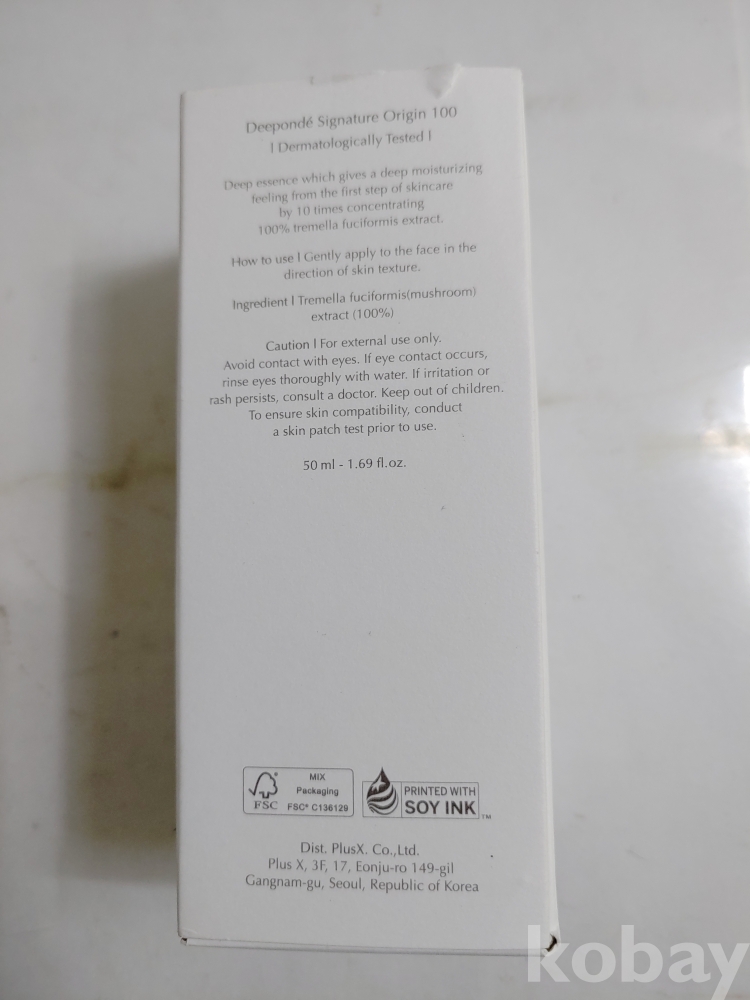 Deepondé Signature Origin 100
| Dermatologically Tested |
Deep essence which gives a deep moisturizing
feeling from the first step of skincare
by 10 times concentrating
100% tremella fuciformis extract.
How to use | Gently apply to the face in the
direction of skin texture.
Ingredient | Tremella fuciformis(mushroom)
extract (100%)
Caution | For external use only.
Avoid contact with eyes. If eye contact occurs,
rinse eyes thoroughly with water. If irritation or
rash persists, consult a doctor. Keep out of children.
To ensure skin compatibility, conduct
a skin patch test prior to use.
50 ml - 1.69 fl.oz.
FSC
MIX
Packaging
FSC® C136129
PRINTED WITH
SOY INK™
Dist. PlusX. Co.,Ltd.
Plus X, 3F, 17, Eonju-ro 149-gil
Gangnam-gu, Seoul, Republic of Korea
kobay